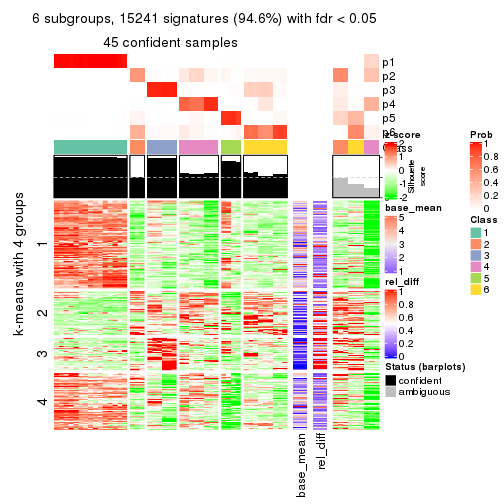 6 subgroups, 15241 signatures (94.6%) with fdr < 0.05
45 confident samples
p1
p2
p3
p4
p5
p6
Class
Silhouette
score
k-means with 4 groups
1
2
3
4
base_mean
rel_diff
z-score
2
1
0
-1
-2
base_mean
5
4
3
2
1
rel_diff
1
0.8
0.6
0.4
0.2
0
Status (barplots)
confident
ambiguous
Prob
1
0.8
0.6
0.4
0.2
0
Class
1
2
3
4
5
6